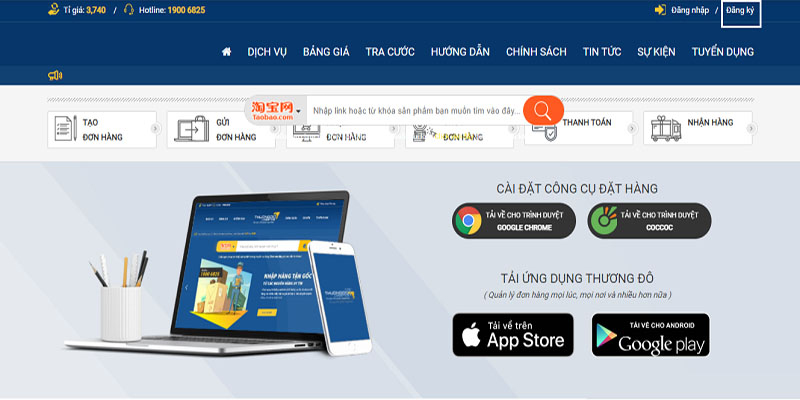 Tỉ giá: 3,740 / Hotline: 1900 6825
Đăng nhập / Đăng ký
DỊCH VỤ BẢNG GIÁ TRA CƯỚC HƯỚNG DẪN CHÍNH SÁCH TIN TỨC SỰ KIỆN TUYỂN DỤNG
淘宝网
Taobao.com
Nhập link hoặc từ khóa sản phẩm bạn muốn tìm vào đây...
TẠO
ĐƠN HÀNG
GỬI
ĐƠN HÀNG
ĐƠN HÀNG
THANH TOÁN
NHẬN HÀNG
CÀI ĐẶT CÔNG CỤ ĐẶT HÀNG
TẢI VỀ CHO TRÌNH DUYỆT
GOOGLE CHROME
TẢI VỀ CHO TRÌNH DUYỆT
COCCOC
TẢI ỨNG DỤNG THƯƠNG ĐÔ
( Quản lý đơn hàng mọi lúc, mọi nơi và nhiều hơn nữa )
Tải về trên
App Store
TẢI VỀ CHO ANDROID
Google play
1900 6825
NHẬP HÀNG TẬN GỐC